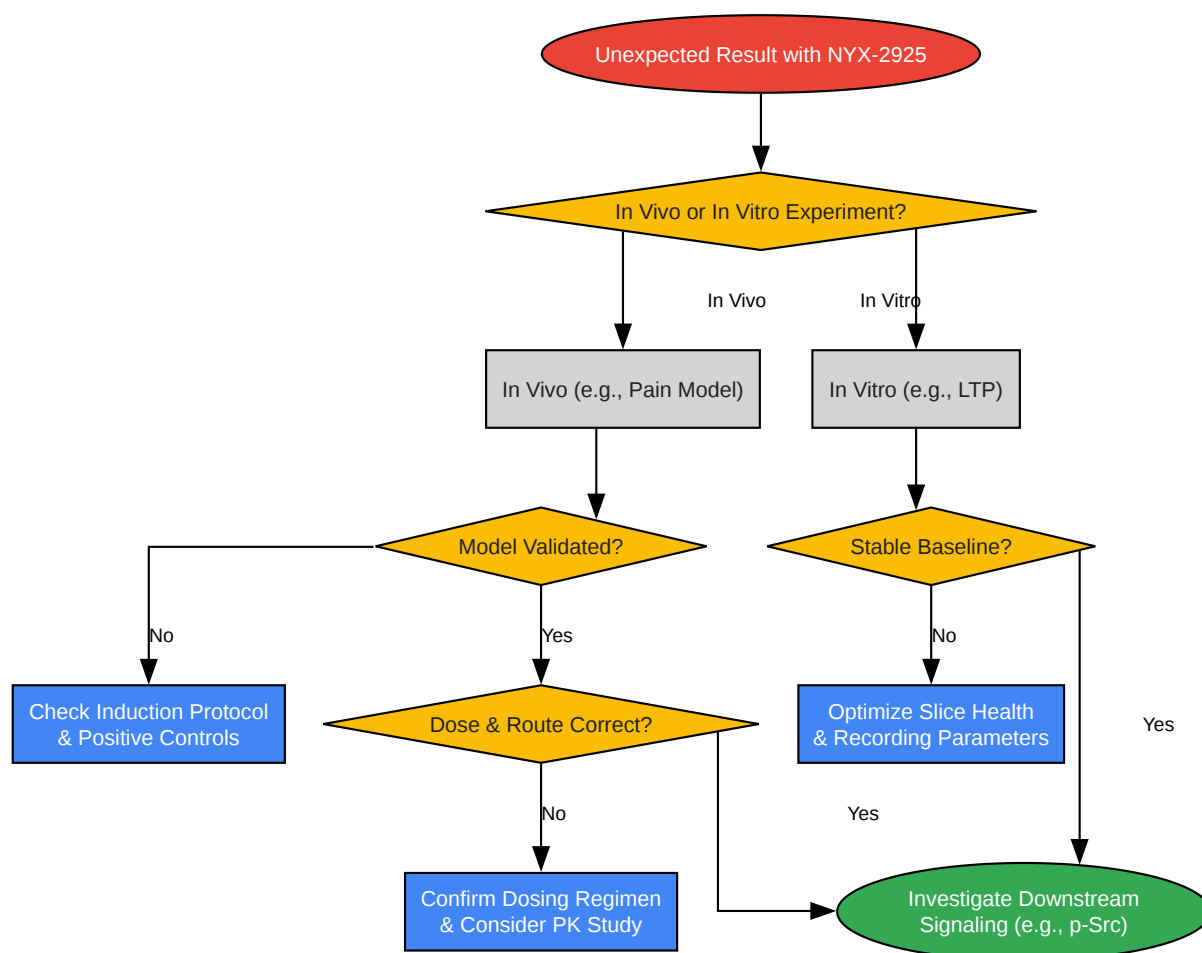 Unexpected Result with NYX-2925
In Vivo or In Vitro Experiment?
In Vivo
In Vitro
In Vivo (e.g., Pain Model)
In Vitro (e.g., LTP)
Model Validated?
Stable Baseline?
No
Yes
No
Check Induction Protocol
& Positive Controls
Dose & Route Correct?
Optimize Slice Health
& Recording Parameters
Yes
No
Yes
Confirm Dosing Regimen
& Consider PK Study
Investigate Downstream
Signaling (e.g., p-Src)